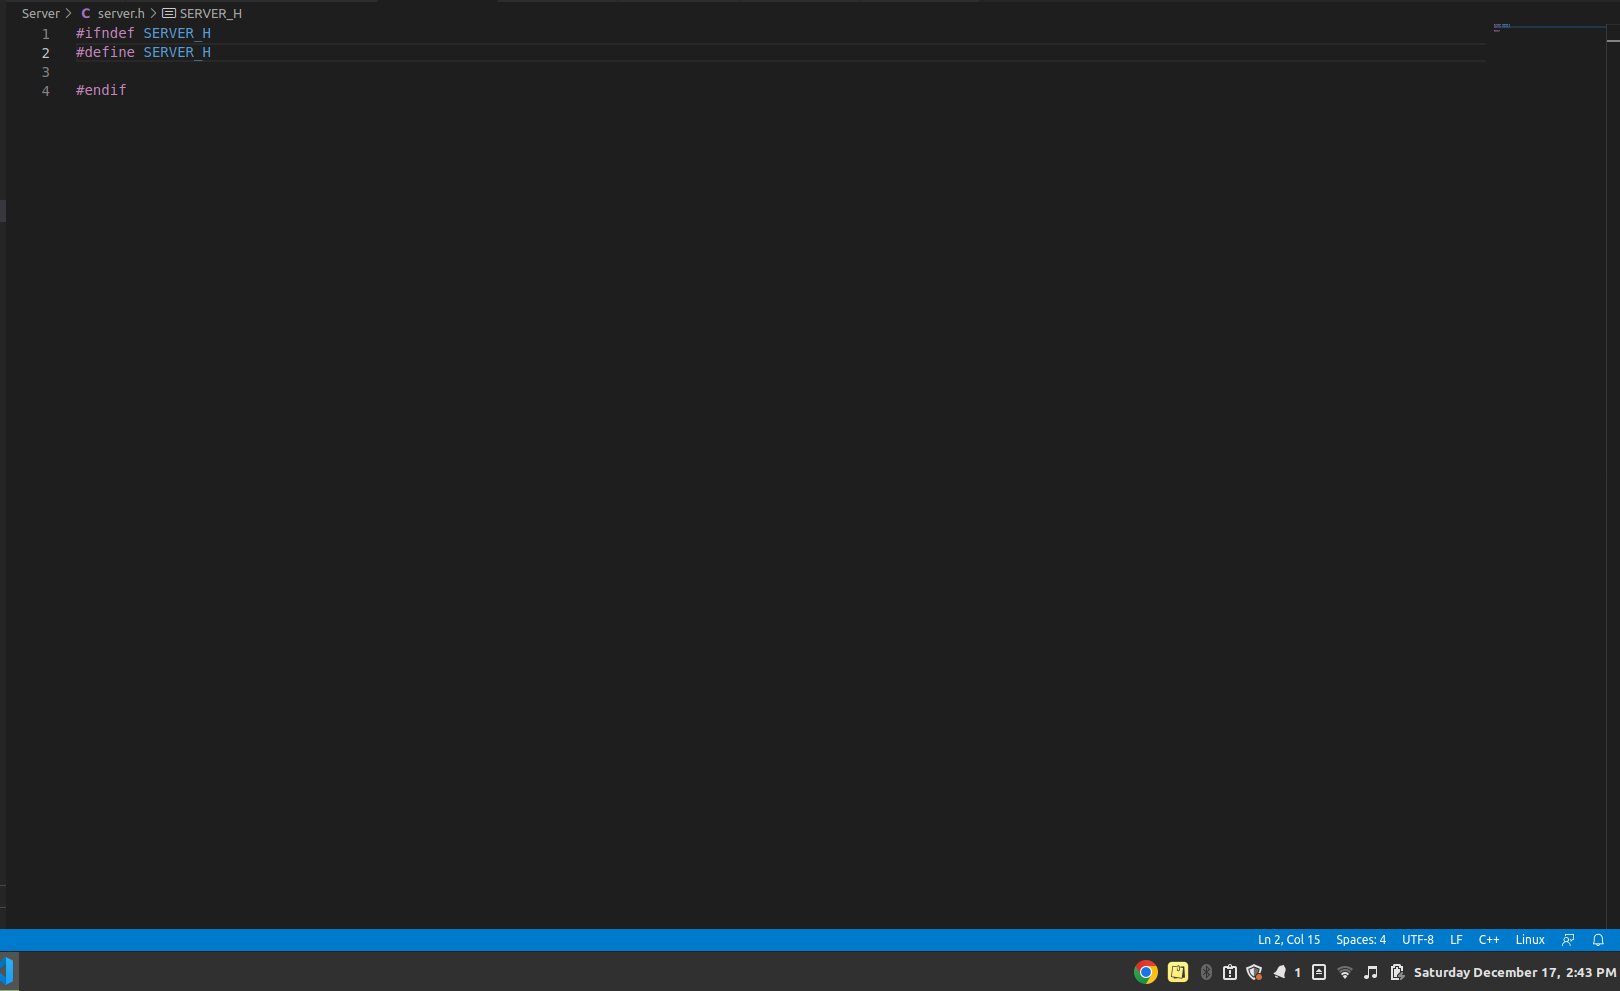 Server > C server.h > SERVER_H
1 #ifndef SERVER_H
2 #define SERVER_H
3
4 #endif
Ln 2, Col 15 Spaces: 4 UTF-8 LF C++ Linux
1 Saturday December 17, 2:43 PM